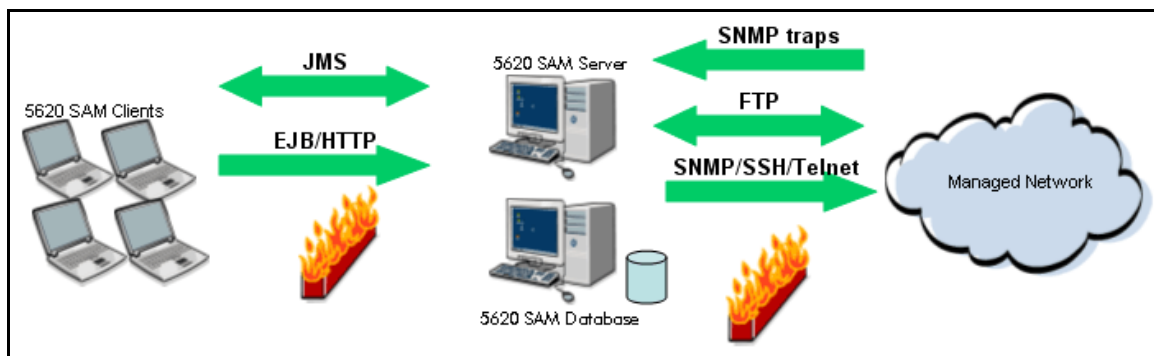 SNMP traps
JMS
5620 SAM Server
5620 SAM Clients
FTP
EJB/HTTP
SNMP/SSH/Telnet
Managed Network
5620 SAM Database